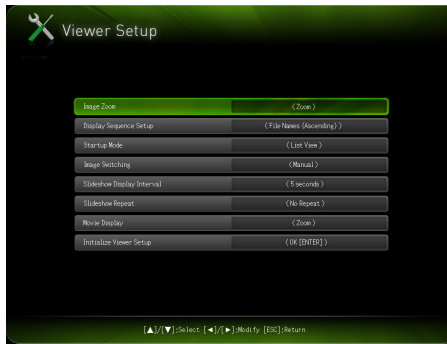 Viewer Setup
Image Zoom (Zoom)
Display Sequence Setup (File Names (Ascending))
Startup Mode (List View)
Image Switching (Manual)
Slideshow Display Interval (5 seconds)
Slideshow Repeat (No Repeat)
Movie Display (Zoom)
Initialize Viewer Setup (OK [ENTER])
[▲]/[▼];Select [◄]/[►];Modify [ESC];Return